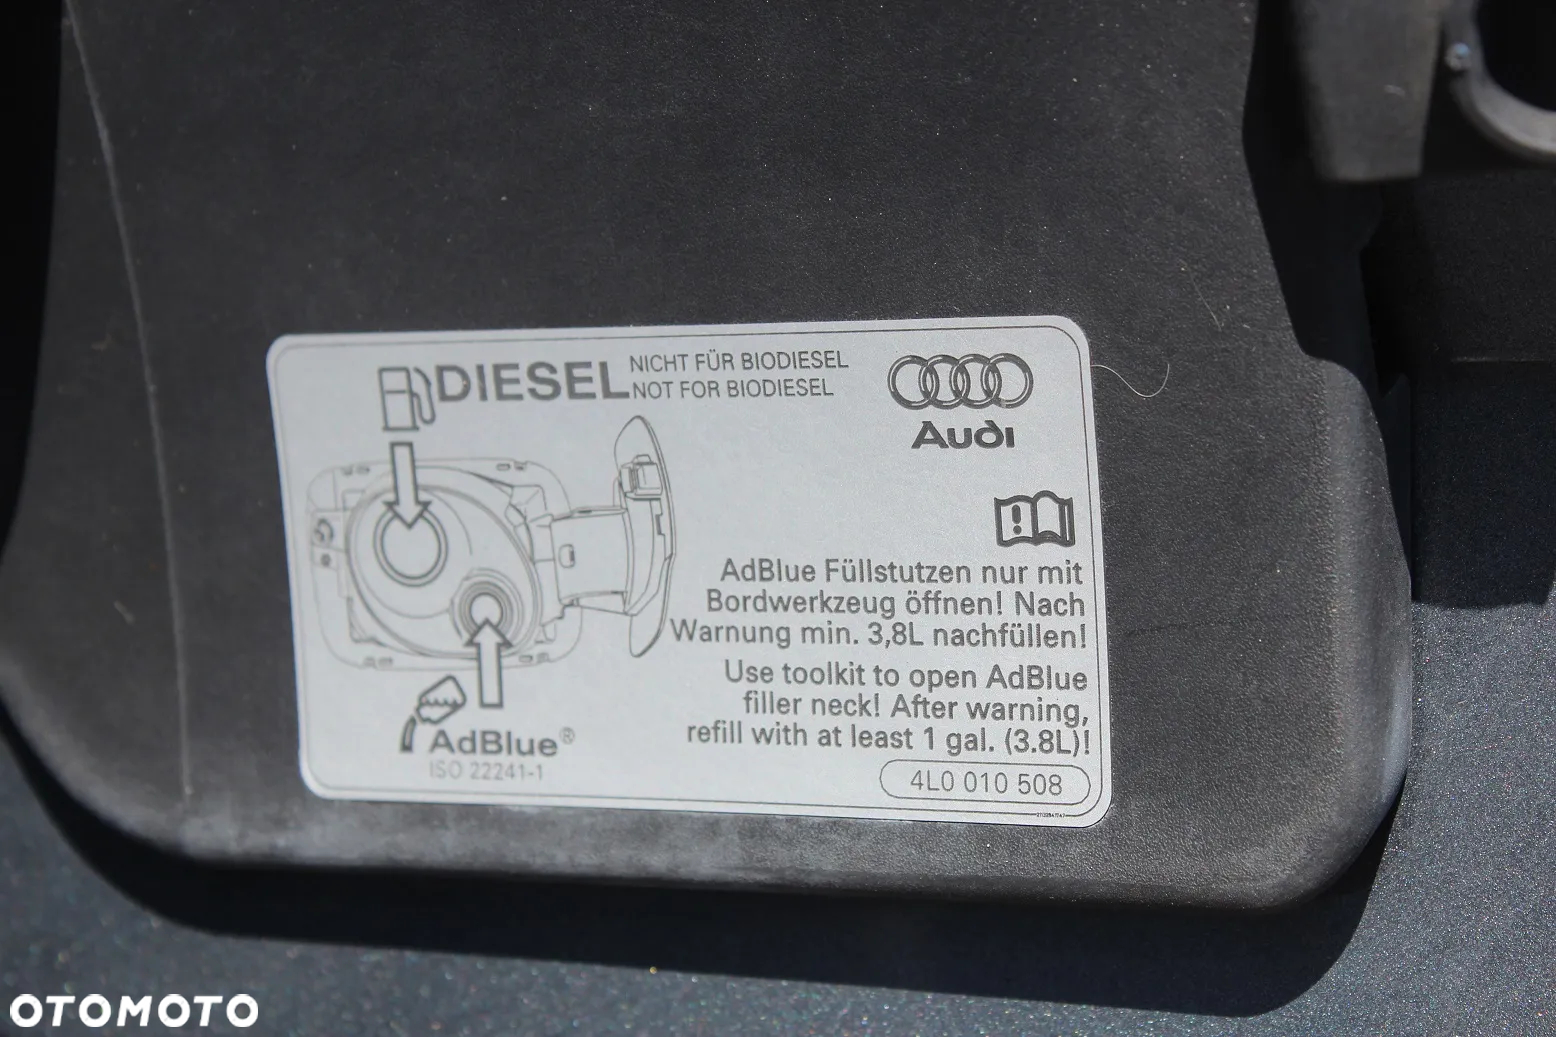 DIESEL
NICHT FÜR BIODIESEL
NOT FOR BIODIESEL
Audi
AdBlue Füllstutzen nur mit
Bordwerkzeug öffnen! Nach
Warnung min. 3,8L nachfüllen!
Use toolkit to open AdBlue
filler neck! After warning,
refill with at least 1 gal. (3.8L)!
AdBlue®
ISO 22241-1
4L0 010 508
OTOMOTO